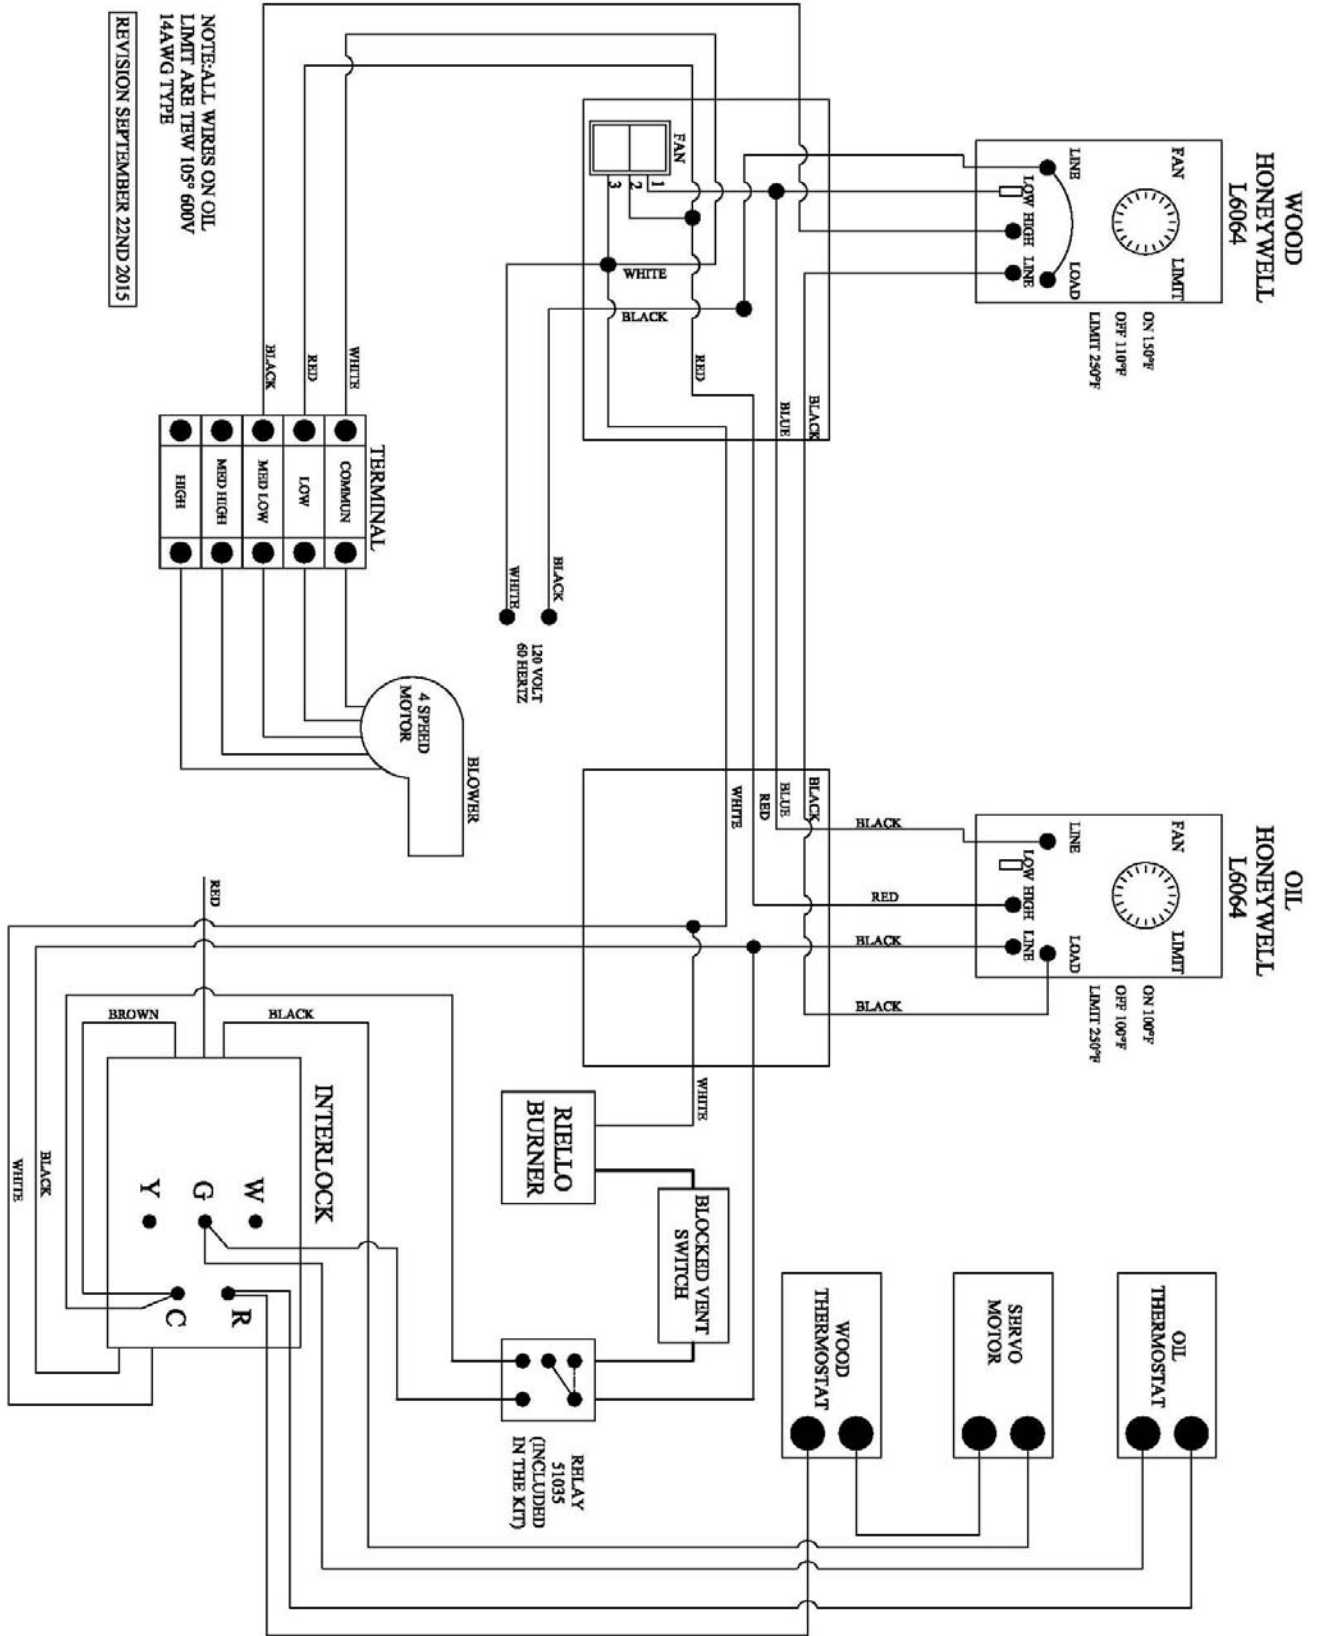 WOOD
HONEYWELL
L6064
FAN
LIMIT
LINE
LOW
HIGH
LINE
LOAD
ON 150°F
OFF 110°F
LIMIT 250°F
OIL
HONEYWELL
L6064
FAN
LIMIT
LINE
LOW
HIGH
LINE
LOAD
ON 100°F
OFF 100°F
LIMIT 250°F
FAN
1
2
3
WHITE
BLACK
RED
BLUE
BLACK
WHITE
RED
BLUE
BLACK
BLACK
RED
BLACK
BLACK
NOTE:ALL WIRES ON OIL
LIMIT ARE TEW 105° 600V
14AWG TYPE
REVISION SEPTEMBER 22ND 2015
BLACK
RED
WHITE
TERMINAL
COMMUN
LOW
MED LOW
MED HIGH
HIGH
BLACK
WHITE
120 VOLT
60 HERTZ
4 SPEED
MOTOR
BLOWER
RED
BROWN
BLACK
BLACK
WHITE
INTERLOCK
W
G
Y
R
C
WHITE
RIELLO
BURNER
BLOCKED VENT
SWITCH
RELAY
51035
(INCLUDED
IN THE KIT)
WOOD
THERMOSTAT
SERVO
MOTOR
OIL
THERMOSTAT